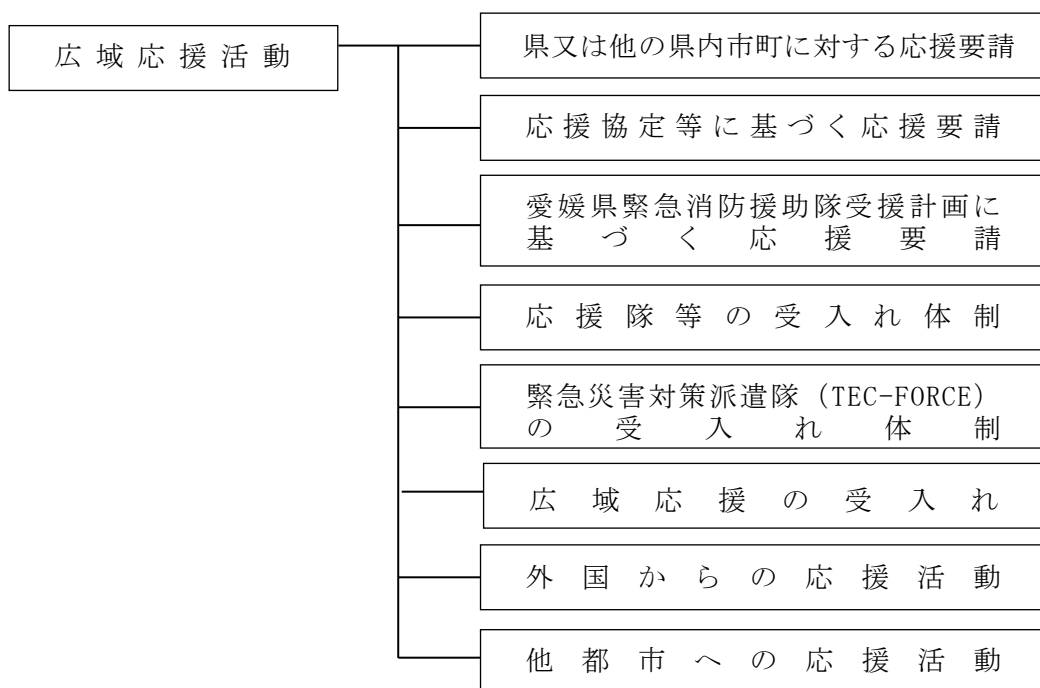 広域応援活動
県又は他の県内市町に対する応援要請
応援協定等に基づく応援要請
愛媛県緊急消防援助隊受援計画に
基づく応援要請
応援隊等の受入れ体制
緊急災害対策派遣隊（TEC-FORCE）
の受入れ体制
広域応援の受入れ
外国からの応援活動
他都市への応援活動